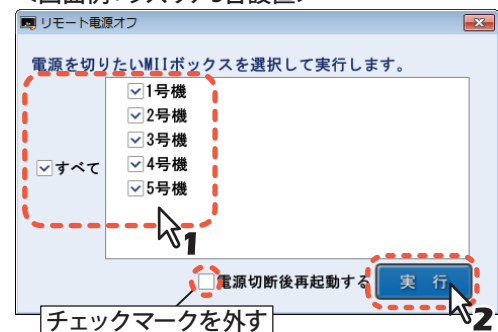 リモート電源オフ
電源を切りたいMIIボックスを選択して実行します。
すべて
1号機
2号機
3号機
4号機
5号機
1
電源切断後再起動する
実 行
2
チェックマークを外す